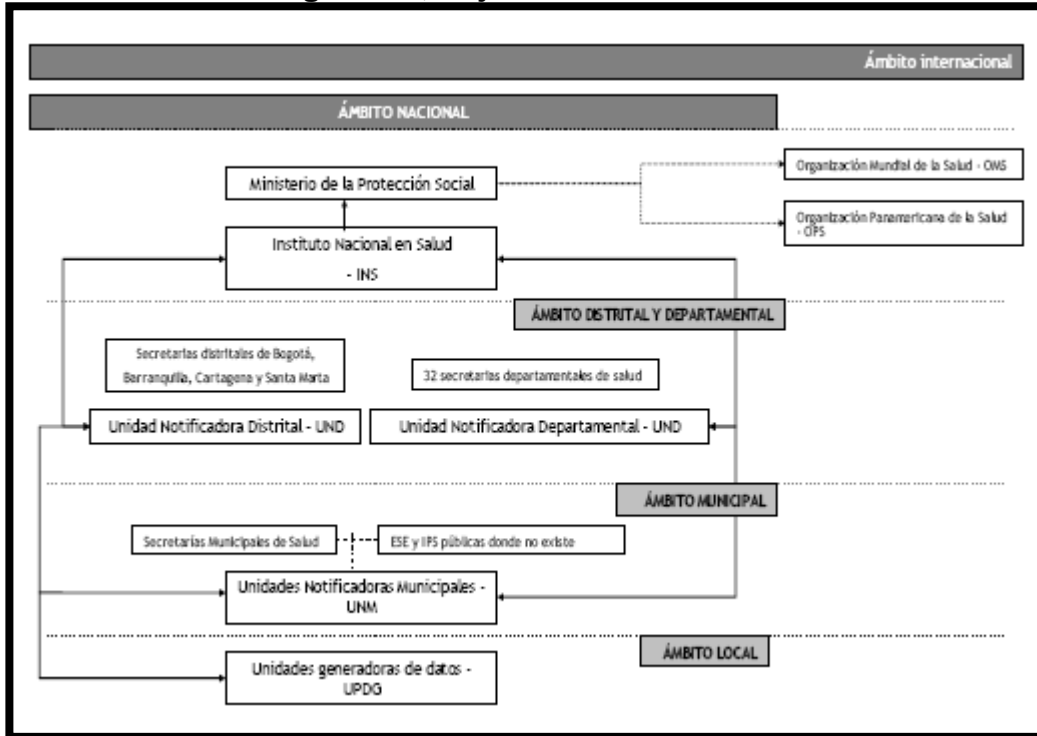 Ámbito internacional
ÁMBITO NACIONAL
Organización Mundial de la Salud - OMS
Ministerio de la Protección Social
Organización Panamericana de la Salud
- OPS
Instituto Nacional en Salud
- INS
ÁMBITO DISTRITAL Y DEPARTAMENTAL
Secretarías distritales de Bogotá,
Barranquilla, Cartagena y Santa Marta
32 secretarías departamentales de salud
Unidad Notificadora Distrital - UND
Unidad Notificadora Departamental - UND
ÁMBITO MUNICIPAL
Secretarías Municipales de Salud
ESE y IPS públicas donde no existe
Unidades Notificadoras Municipales -
UNM
ÁMBITO LOCAL
Unidades generadoras de datos -
UPDG